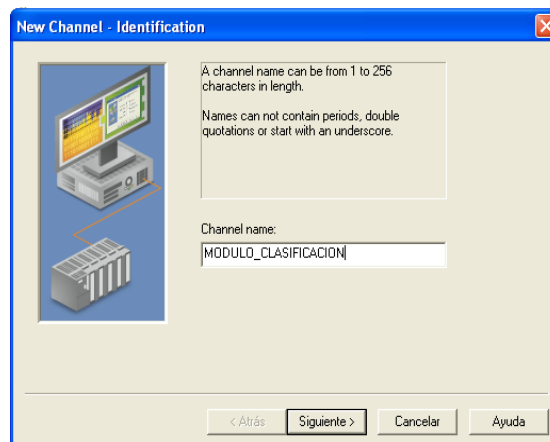 New Channel - Identification
A channel name can be from 1 to 256
characters in length.
Names can not contain periods, double
quotations or start with an underscore.
Channel name:
MODULO_CLASIFICACION
< Atrás
Siguiente >
Cancelar
Ayuda